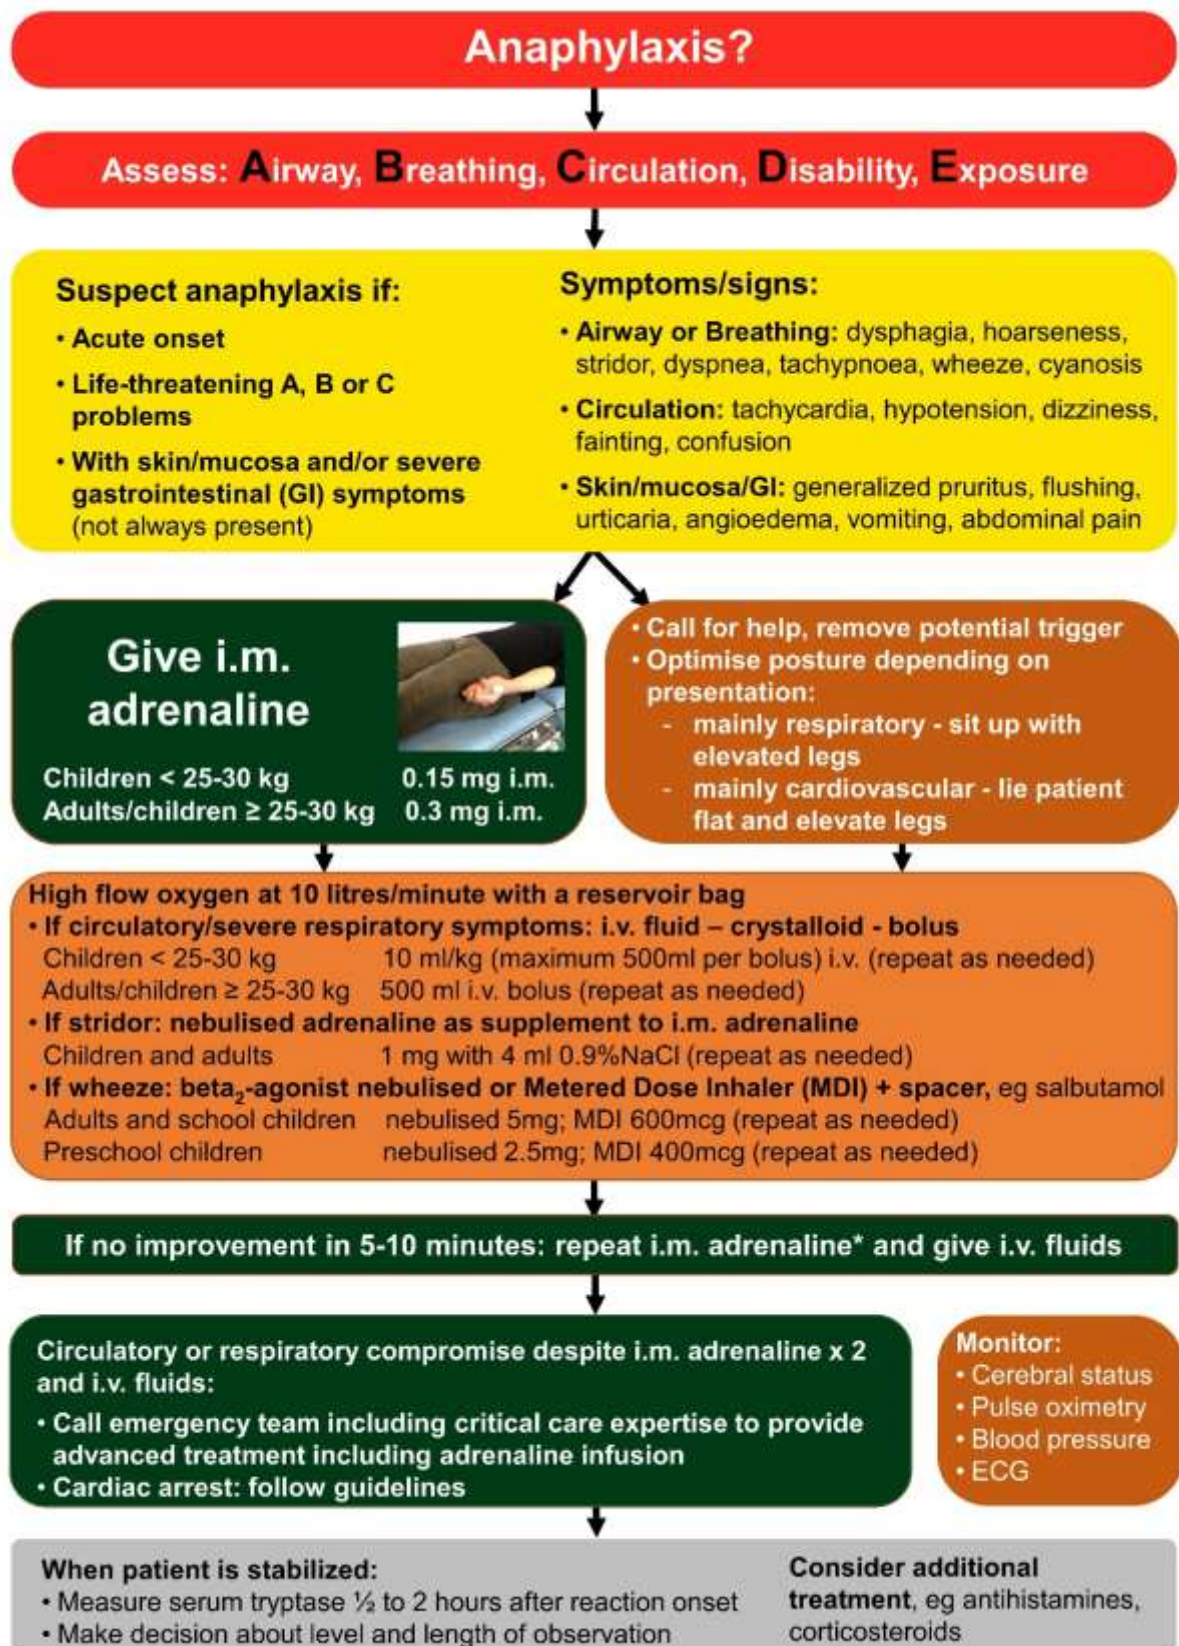 Anaphylaxis?
Assess: Airway, Breathing, Circulation, Disability, Exposure
Suspect anaphylaxis if:
• Acute onset
• Life-threatening A, B or C
problems
• With skin/mucosa and/or severe
gastrointestinal (GI) symptoms
(not always present)
Symptoms/signs:
• Airway or Breathing: dysphagia, hoarseness,
stridor, dyspnea, tachypnoea, wheeze, cyanosis
• Circulation: tachycardia, hypotension, dizziness,
fainting, confusion
• Skin/mucosa/GI: generalized pruritus, flushing,
urticaria, angioedema, vomiting, abdominal pain
Give i.m.
adrenaline
Children < 25-30 kg 0.15 mg i.m.
Adults/children ≥ 25-30 kg 0.3 mg i.m.
• Call for help, remove potential trigger
• Optimise posture depending on
presentation:
- mainly respiratory - sit up with
elevated legs
- mainly cardiovascular - lie patient
flat and elevate legs
High flow oxygen at 10 litres/minute with a reservoir bag
• If circulatory/severe respiratory symptoms: i.v. fluid – crystalloid - bolus
Children < 25-30 kg 10 ml/kg (maximum 500ml per bolus) i.v. (repeat as needed)
Adults/children ≥ 25-30 kg 500 ml i.v. bolus (repeat as needed)
• If stridor: nebulised adrenaline as supplement to i.m. adrenaline
Children and adults 1 mg with 4 ml 0.9%NaCl (repeat as needed)
• If wheeze: beta₂-agonist nebulised or Metered Dose Inhaler (MDI) + spacer, eg salbutamol
Adults and school children nebulised 5mg; MDI 600mcg (repeat as needed)
Preschool children nebulised 2.5mg; MDI 400mcg (repeat as needed)
If no improvement in 5-10 minutes: repeat i.m. adrenaline* and give i.v. fluids
Circulatory or respiratory compromise despite i.m. adrenaline x 2
and i.v. fluids:
• Call emergency team including critical care expertise to provide
advanced treatment including adrenaline infusion
• Cardiac arrest: follow guidelines
Monitor:
• Cerebral status
• Pulse oximetry
• Blood pressure
• ECG
When patient is stabilized:
• Measure serum tryptase ½ to 2 hours after reaction onset
• Make decision about level and length of observation
Consider additional
treatment, eg antihistamines,
corticosteroids